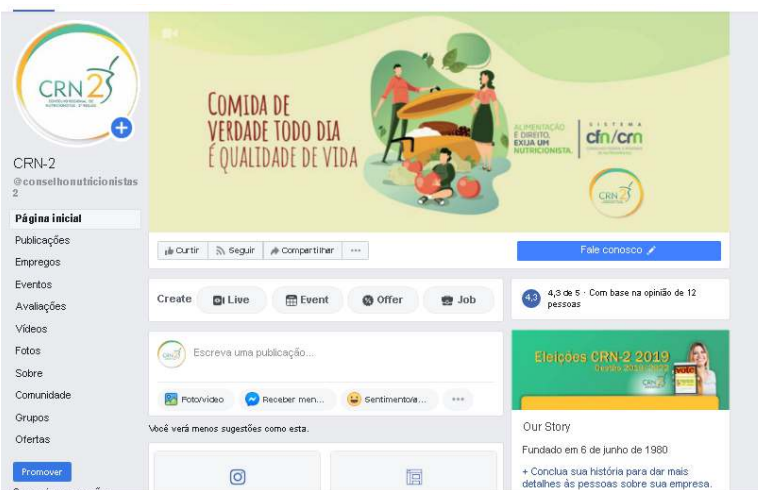 CRN2
CRN-2
@conselhonutricionistas
2
Página inicial
Publicações
Empregos
Eventos
Avaliações
Vídeos
Fotos
Sobre
Comunidade
Grupos
Ofertas
Promover
COMIDA DE
VERDADE TODO DIA
É QUALIDADE DE VIDA
ALIMENTAÇÃO
É DIREITO,
EXIJA UM
NUTRICIONISTA.
SISTEMA
cfn/crn
CRN2
Curtir Seguir Compartilhar ...
Fale conosco
Create Live Event Offer Job
4,3 4,3 de 5 · Com base na opinião de 12
pessoas
Escreva uma publicação...
Foto/vídeo Receber men... Sentimento/a... ...
Você verá menos sugestões como esta.
Eleições CRN-2 2019
vote
CRN2
Our Story
Fundado em 6 de junho de 1980
+ Conclua sua história para dar mais
detalhes às pessoas sobre sua empresa.